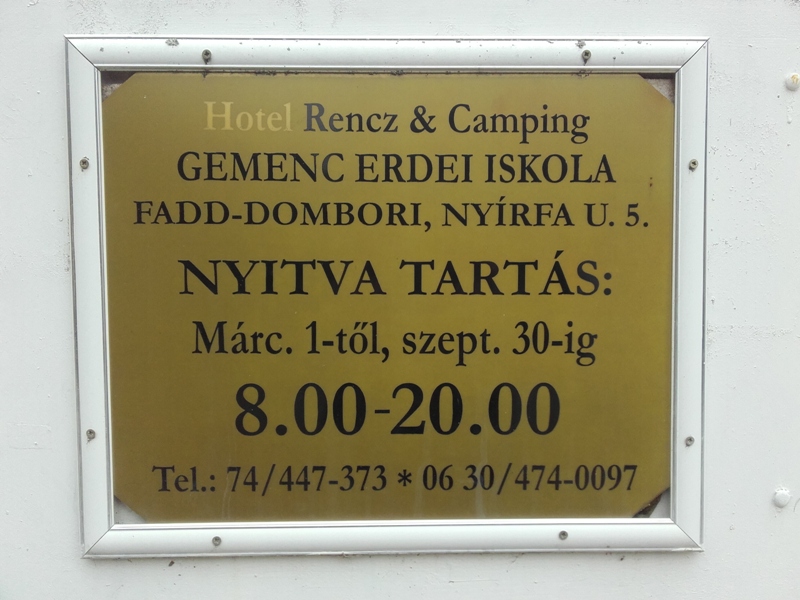 Hotel Rencz & Camping
GEMENC ERDEI ISKOLA
FADD-DOMBORI, NYÍRFA U. 5.
NYITVA TARTÁS:
Márc. 1-től, szept. 30-ig
8.00-20.00
Tel.: 74/447-373 * 06 30/474-0097